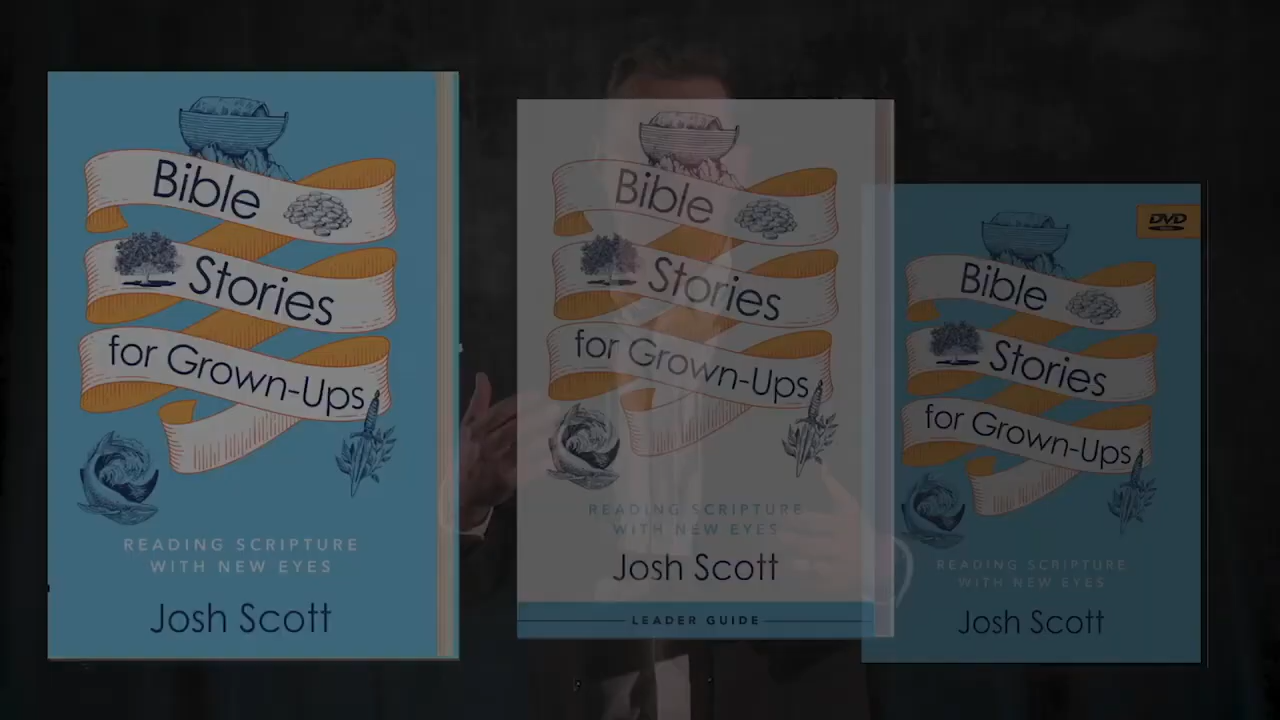 Bible
Stories
for Grown-Ups
READING SCRIPTURE
WITH NEW EYES
Josh Scott
Bible
Stories
for Grown-Ups
READING SCRIPTURE
WITH NEW EYES
Josh Scott
LEADER GUIDE
DVD
Bible
Stories
for Grown-Ups
READING SCRIPTURE
WITH NEW EYES
Josh Scott